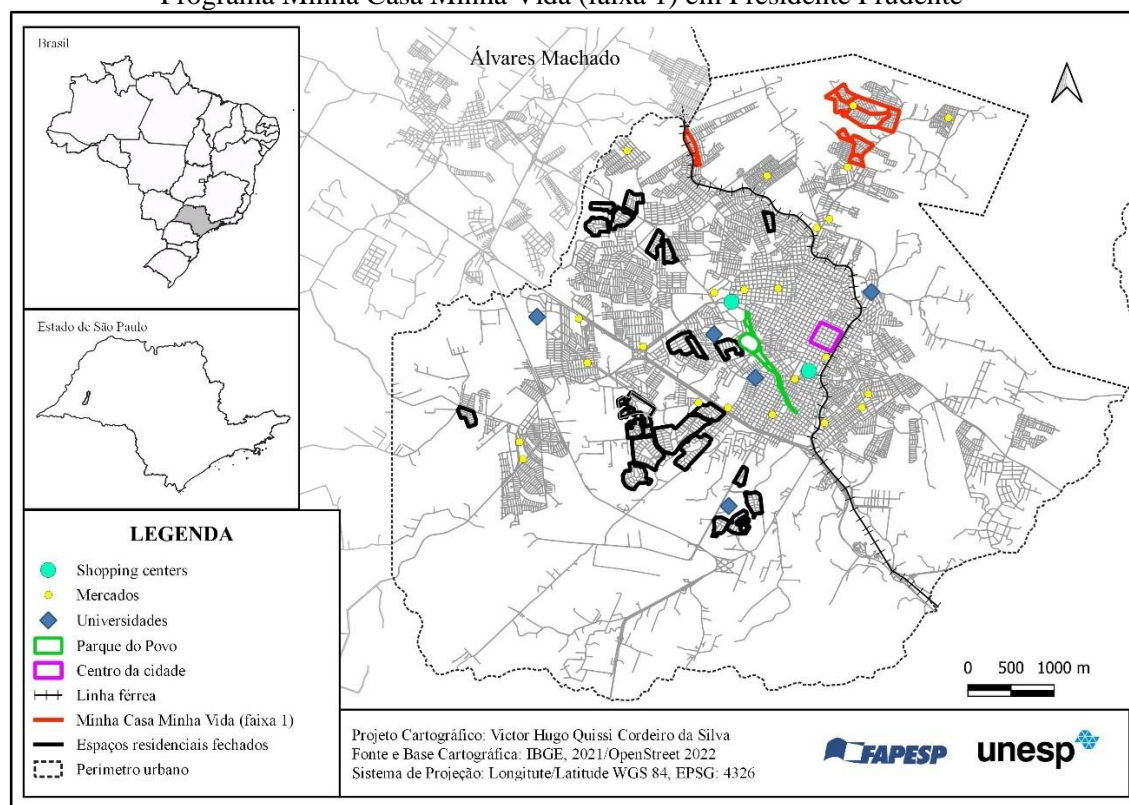 Programa Minha Casa Minha Vida (faixa 1) em Presidente Prudente
Brasil
Álvares Machado
Estado de São Paulo
LEGENDA
Shopping centers
Mercados
Universidades
Parque do Povo
Centro da cidade
Linha férrea
Minha Casa Minha Vida (faixa 1)
Espaços residenciais fechados
Perímetro urbano
0 500 1000 m
Projeto Cartográfico: Victor Hugo Quissi Cordeiro da Silva
Fonte e Base Cartográfica: IBGE, 2021/OpenStreet 2022
Sistema de Projeção: Longitute/Latitude WGS 84, EPSG: 4326
FAPESP
unesp